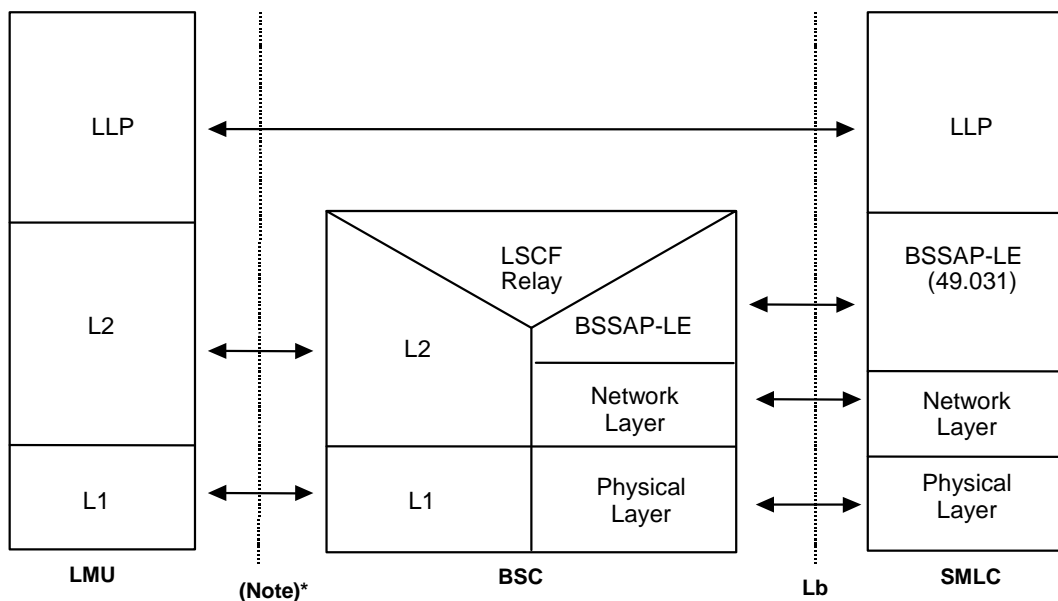 LLP
LLP
LSCF
Relay
BSSAP-LE
(49.031)
L2
L2
BSSAP-LE
Network
Layer
Network
Layer
L1
L1
Physical
Layer
Physical
Layer
LMU
(Note)*
BSC
Lb
SMLC